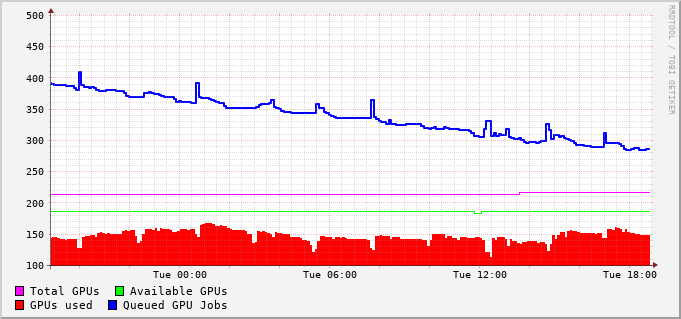 500
450
400
350
300
250
200
150
100
Tue 00:00 Tue 06:00 Tue 12:00 Tue 18:00
Total GPUs Available GPUs
GPUs used Queued GPU Jobs
RRDTOOL / TOBI OETIKER